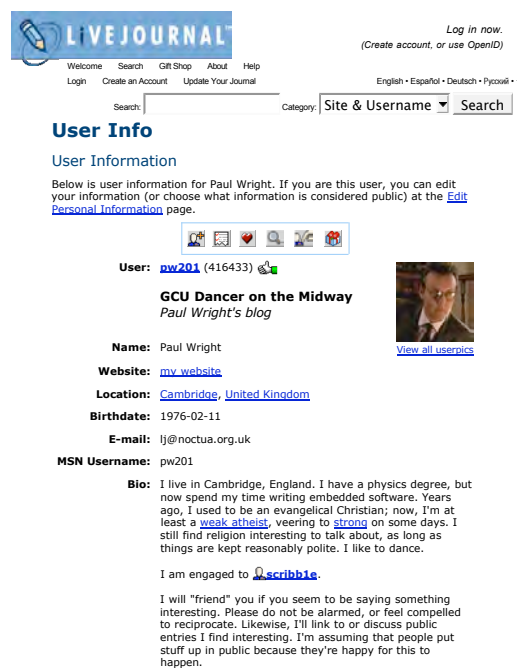 LiVEJOURNAL™
Log in now.
(Create account, or use OpenID)
Welcome Search Gift Shop About Help
Login Create an Account Update Your Journal
English • Español • Deutsch • Русский •
Search: Category: Site & Username Search
User Info
User Information
Below is user information for Paul Wright. If you are this user, you can edit
your information (or choose what information is considered public) at the Edit
Personal Information page.
User: pw201 (416433)
GCU Dancer on the Midway
Paul Wright's blog
View all userpics
Name: Paul Wright
Website: my website
Location: Cambridge, United Kingdom
Birthdate: 1976-02-11
E-mail: lj@noctua.org.uk
MSN Username: pw201
Bio: I live in Cambridge, England. I have a physics degree, but
now spend my time writing embedded software. Years
ago, I used to be an evangelical Christian; now, I'm at
least a weak atheist, veering to strong on some days. I
still find religion interesting to talk about, as long as
things are kept reasonably polite. I like to dance.
I am engaged to scribb1e.
I will "friend" you if you seem to be saying something
interesting. Please do not be alarmed, or feel compelled
to reciprocate. Likewise, I'll link to or discuss public
entries I find interesting. I'm assuming that people put
stuff up in public because they're happy for this to
happen.